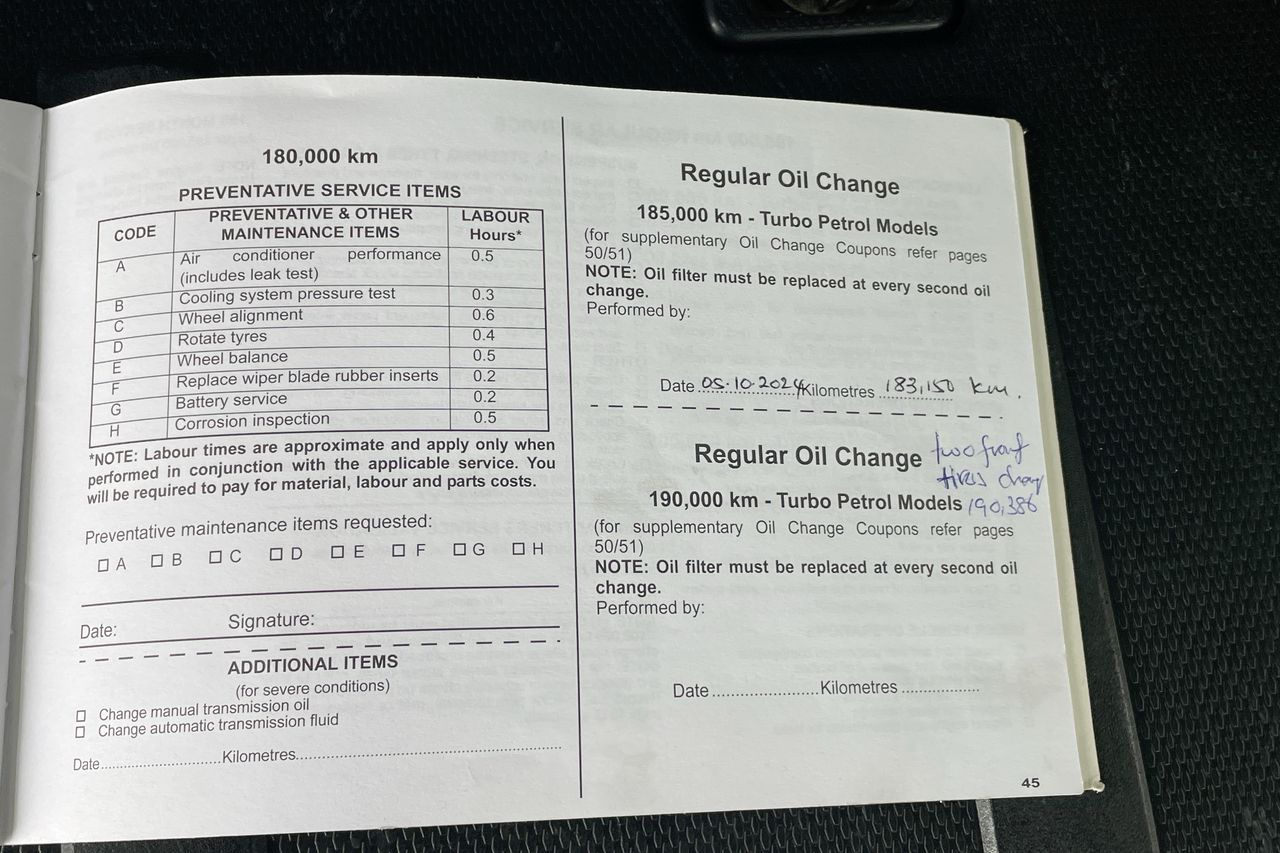 180,000 km
PREVENTATIVE SERVICE ITEMS
CODE PREVENTATIVE & OTHER MAINTENANCE ITEMS LABOUR Hours*
A Air conditioner performance (includes leak test) 0.5
B Cooling system pressure test 0.3
C Wheel alignment 0.6
D Rotate tyres 0.4
E Wheel balance 0.5
F Replace wiper blade rubber inserts 0.2
G Battery service 0.2
H Corrosion inspection 0.5
*NOTE: Labour times are approximate and apply only when
performed in conjunction with the applicable service. You
will be required to pay for material, labour and parts costs.
Preventative maintenance items requested:
☐ A ☐ B ☐ C ☐ D ☐ E ☐ F ☐ G ☐ H
Date: Signature:
ADDITIONAL ITEMS
(for severe conditions)
☐ Change manual transmission oil
☐ Change automatic transmission fluid
Date.............................Kilometres................................................................
Regular Oil Change
185,000 km - Turbo Petrol Models
(for supplementary Oil Change Coupons refer pages
50/51)
NOTE: Oil filter must be replaced at every second oil
change.
Performed by:
Date 05.10.2024 Kilometres 183,150 km.
Regular Oil Change
two front
tires
190,000 km - Turbo Petrol Models 190,386
(for supplementary Oil Change Coupons refer pages
50/51)
NOTE: Oil filter must be replaced at every second oil
change.
Performed by:
Date.......................Kilometres.................
45